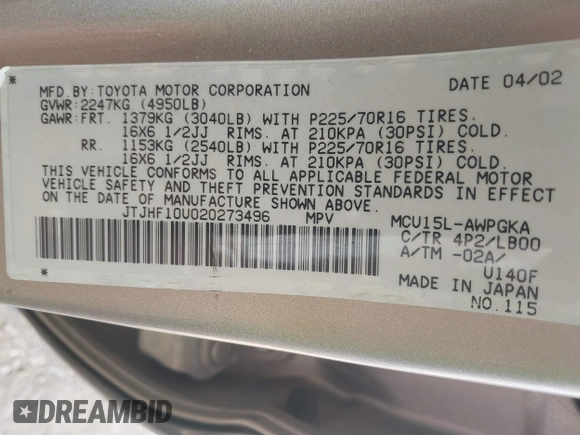 MFD.BY:TOYOTA MOTOR CORPORATION DATE 04/02
GVWR:2247KG (4950LB)
GAWR:FRT. 1379KG (3040LB) WITH P225/70R16 TIRES.
16X6 1/2JJ RIMS. AT 210KPA (30PSI) COLD.
RR. 1153KG (2540LB) WITH P225/70R16 TIRES.
16X6 1/2JJ RIMS. AT 210KPA (30PSI) COLD.
THIS VEHICLE CONFORMS TO ALL APPLICABLE FEDERAL MOTOR
VEHICLE SAFETY AND THEFT PREVENTION STANDARDS IN EFFECT
ON THE DATE OF MANUFACTURE SHOWN ABOVE.
JTJHF10U020273496 MPV MCU15L-AWPGKA
C/TR 4P2/LB00
A/TM -02A/
U140F
MADE IN JAPAN
NO.115
DREAMBID